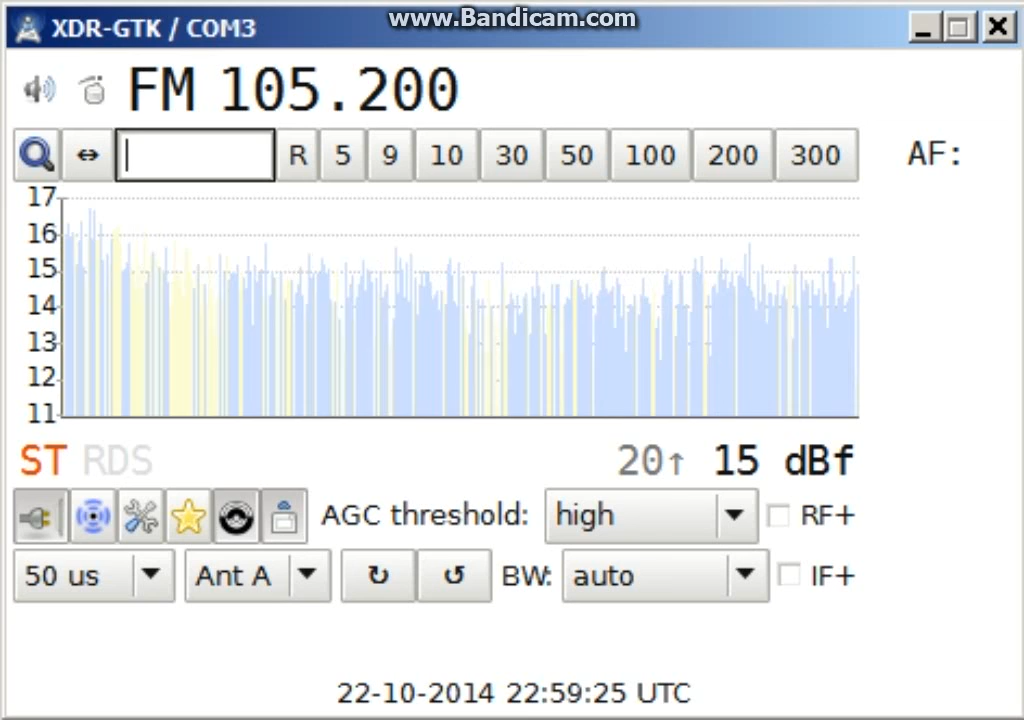 www.Bandicam.com
XDR-GTK / COM3
FM 105.200
R 5 9 10 30 50 100 200 300 AF:
17
16
15
14
13
12
11
ST RDS 20↑ 15 dBf
AGC threshold: high RF+
50 us Ant A ↻ ↺ BW: auto IF+
22-10-2014 22:59:25 UTC